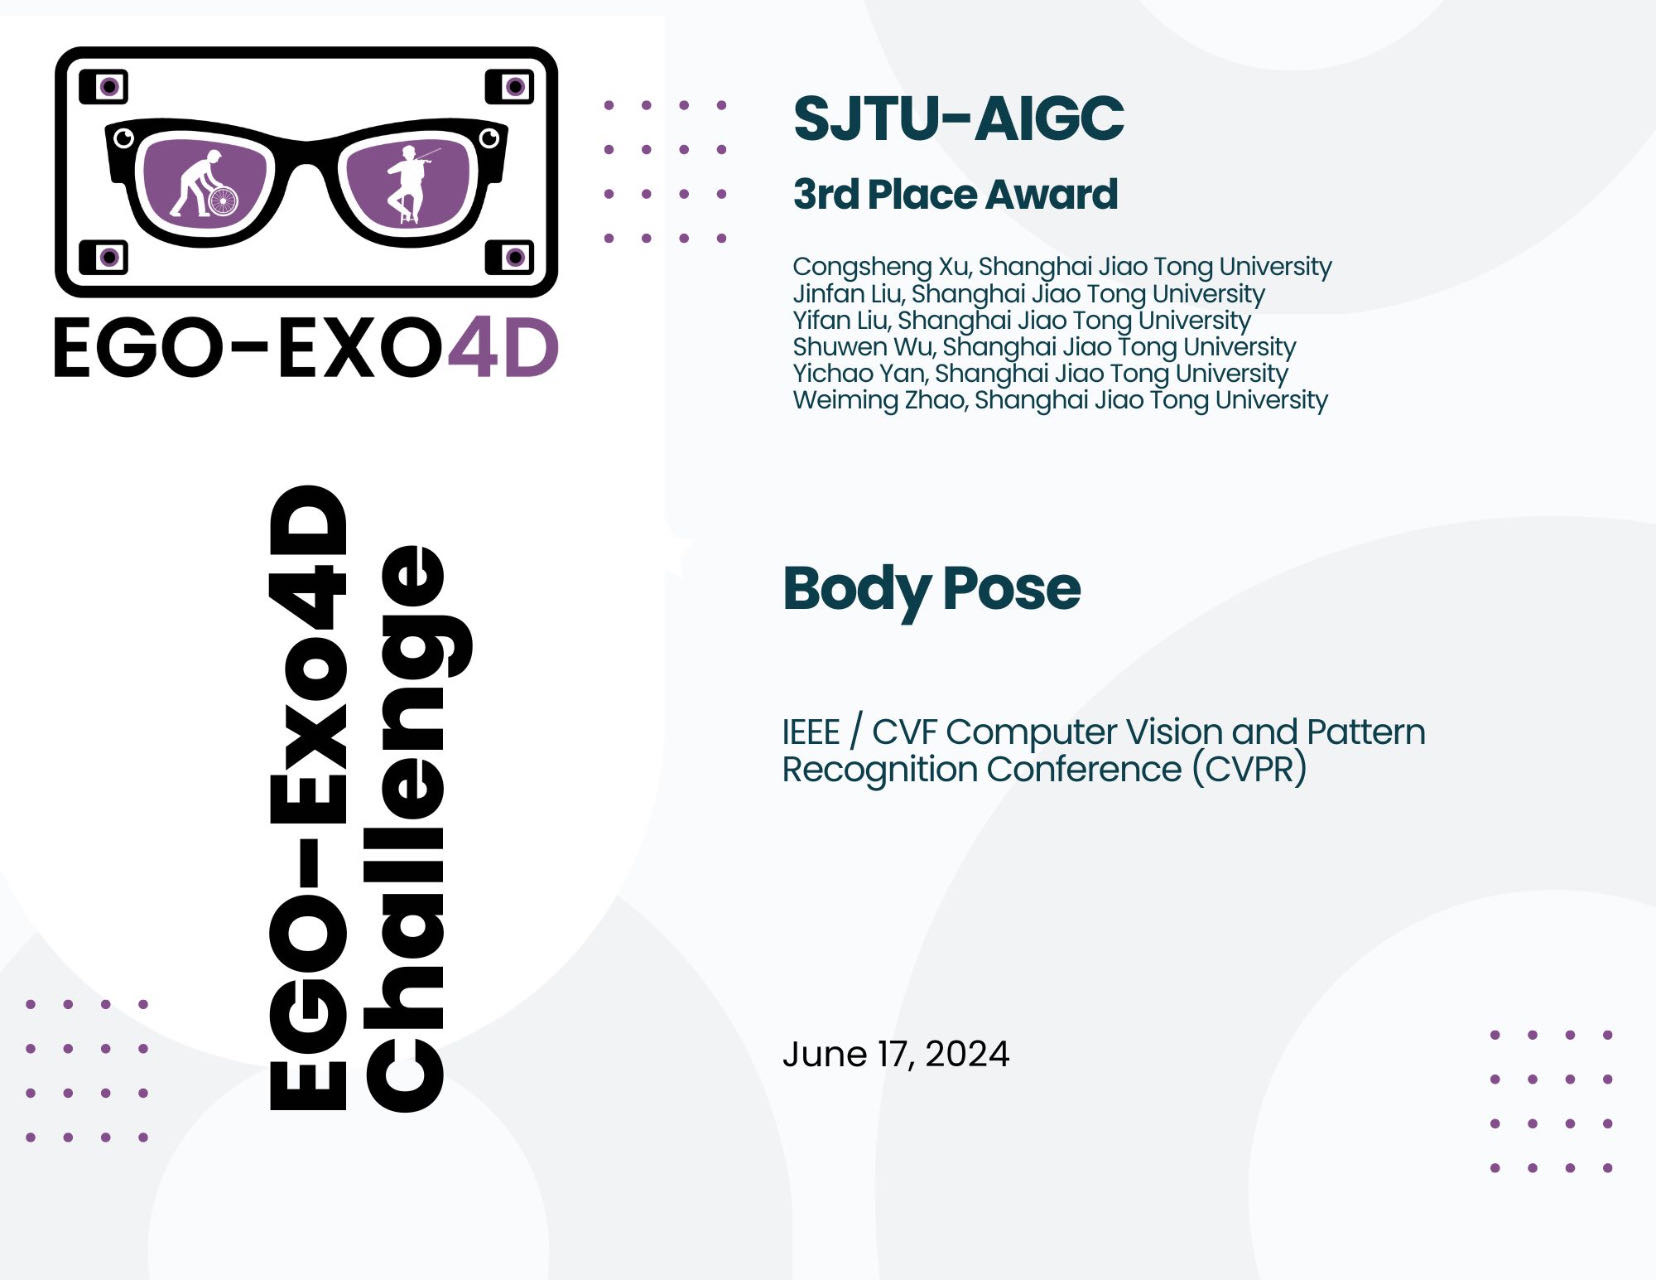 EGO-EXO4D
EGO-Exo4D
Challenge
SJTU-AIGC
3rd Place Award
Congsheng Xu, Shanghai Jiao Tong University
Jinfan Liu, Shanghai Jiao Tong University
Yifan Liu, Shanghai Jiao Tong University
Shuwen Wu, Shanghai Jiao Tong University
Yichao Yan, Shanghai Jiao Tong University
Weiming Zhao, Shanghai Jiao Tong University
Body Pose
IEEE / CVF Computer Vision and Pattern
Recognition Conference (CVPR)
June 17, 2024